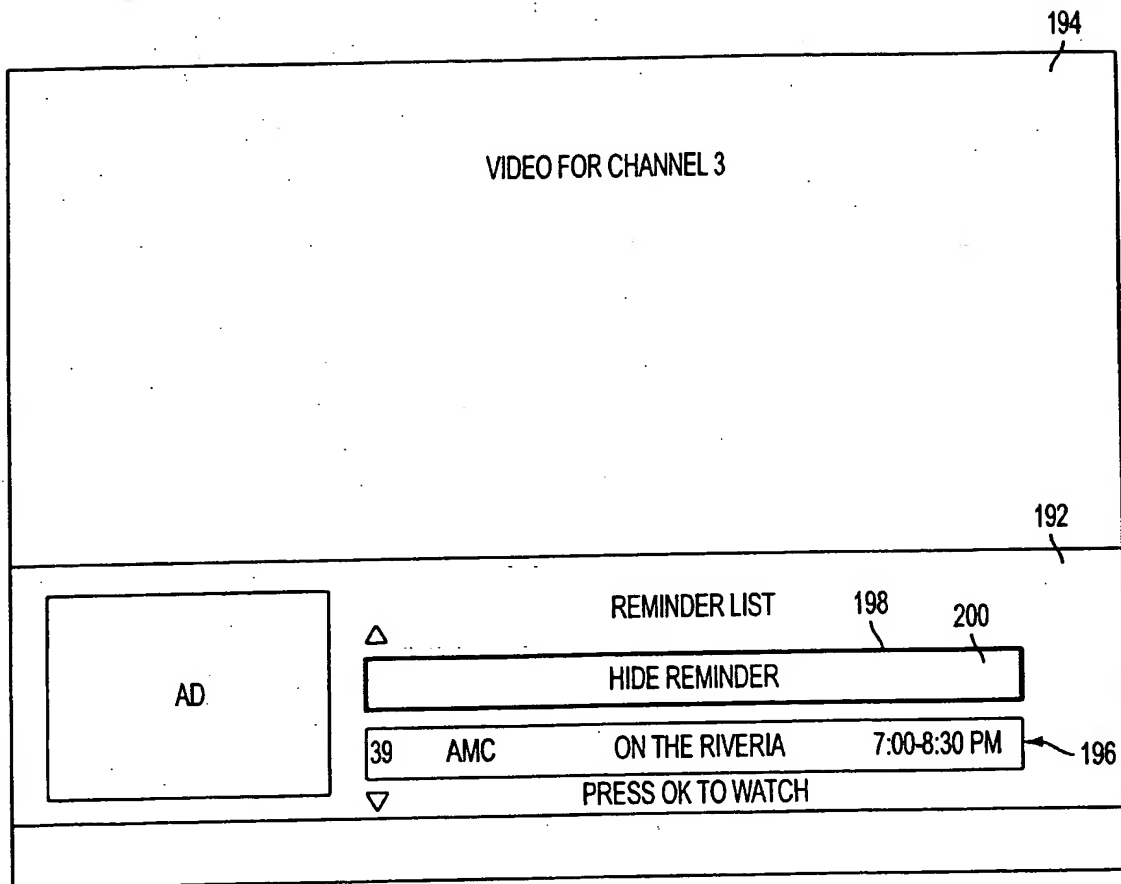 194
VIDEO FOR CHANNEL 3
192
REMINDER LIST
198
200
HIDE REMINDER
AD
39 AMC ON THE RIVERIA 7:00-8:30 PM
196
PRESS OK TO WATCH